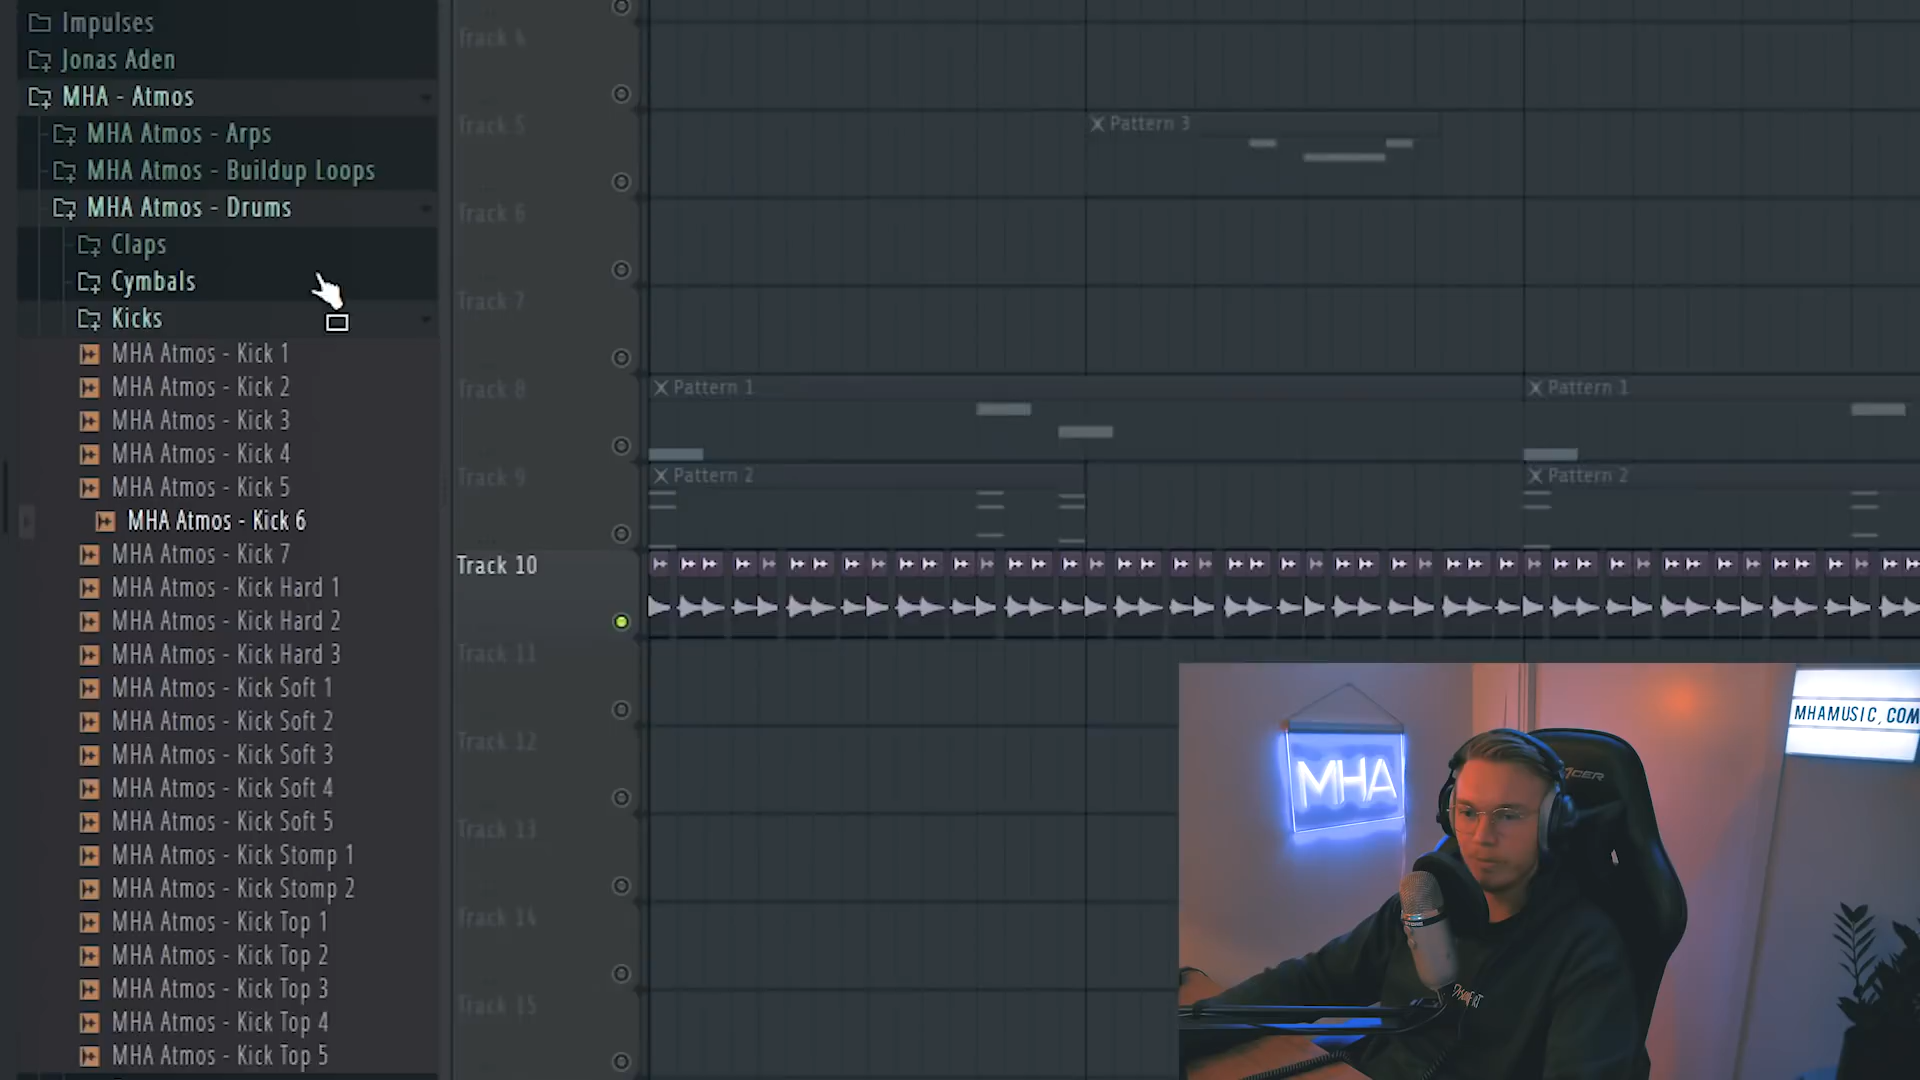 Impulses
Jonas Aden
MHA - Atmos
MHA Atmos - Arps
MHA Atmos - Buildup Loops
MHA Atmos - Drums
Claps
Cymbals
Kicks
MHA Atmos - Kick 1
MHA Atmos - Kick 2
MHA Atmos - Kick 3
MHA Atmos - Kick 4
MHA Atmos - Kick 5
MHA Atmos - Kick 6
MHA Atmos - Kick 7
MHA Atmos - Kick Hard 1
MHA Atmos - Kick Hard 2
MHA Atmos - Kick Hard 3
MHA Atmos - Kick Soft 1
MHA Atmos - Kick Soft 2
MHA Atmos - Kick Soft 3
MHA Atmos - Kick Soft 4
MHA Atmos - Kick Soft 5
MHA Atmos - Kick Stomp 1
MHA Atmos - Kick Stomp 2
MHA Atmos - Kick Top 1
MHA Atmos - Kick Top 2
MHA Atmos - Kick Top 3
MHA Atmos - Kick Top 4
MHA Atmos - Kick Top 5
Track 4
Track 5
Pattern 3
Track 6
Track 7
Track 8
Pattern 1
Pattern 1
Track 9
Pattern 2
Pattern 2
Track 10
Track 11
Track 12
Track 13
Track 14
Track 15
MHA
MHAMUSIC.COM